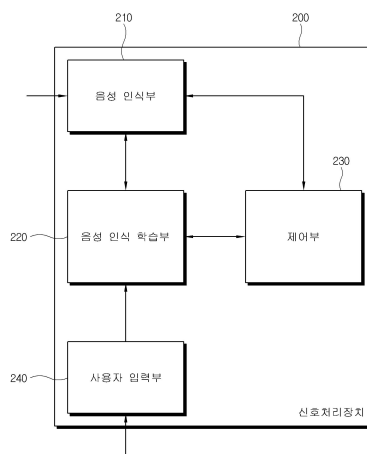 210
200
음성 인식부
230
220
음성 인식 학습부
제어부
240
사용자 입력부
신호처리장치